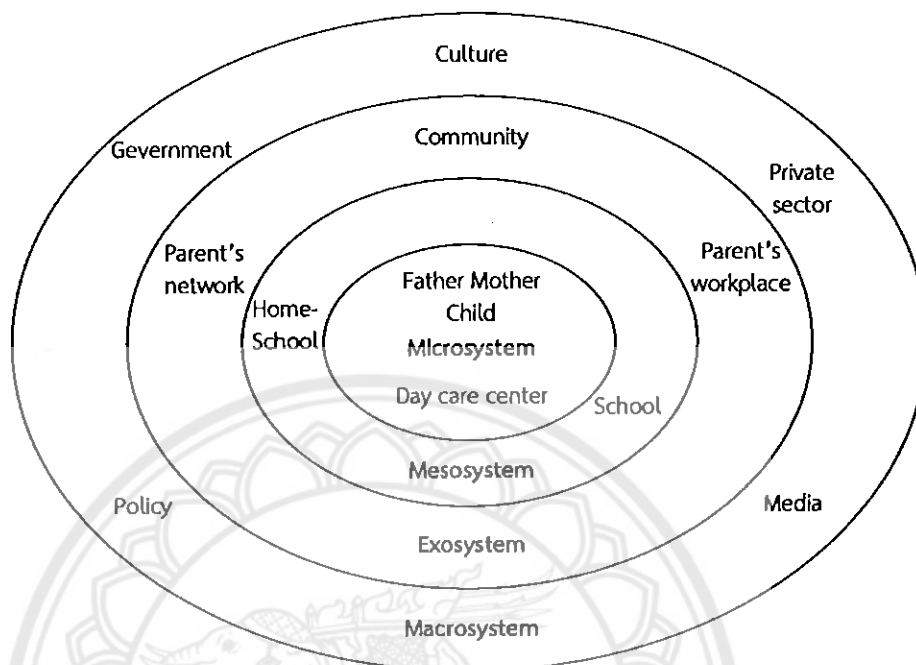 Culture
Community
Gevernment
Private
sector
Parent's
network
Parent's
workplace
Home-
School
Father Mother
Child
Microsystem
Day care center
School
Mesosystem
Policy
Media
Exosystem
Macrosystem